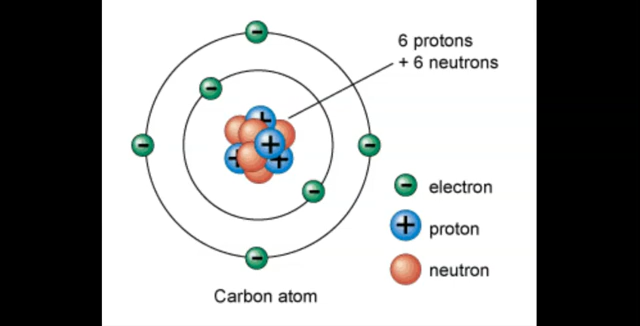 6 protons
+ 6 neutrons
electron
proton
neutron
Carbon atom